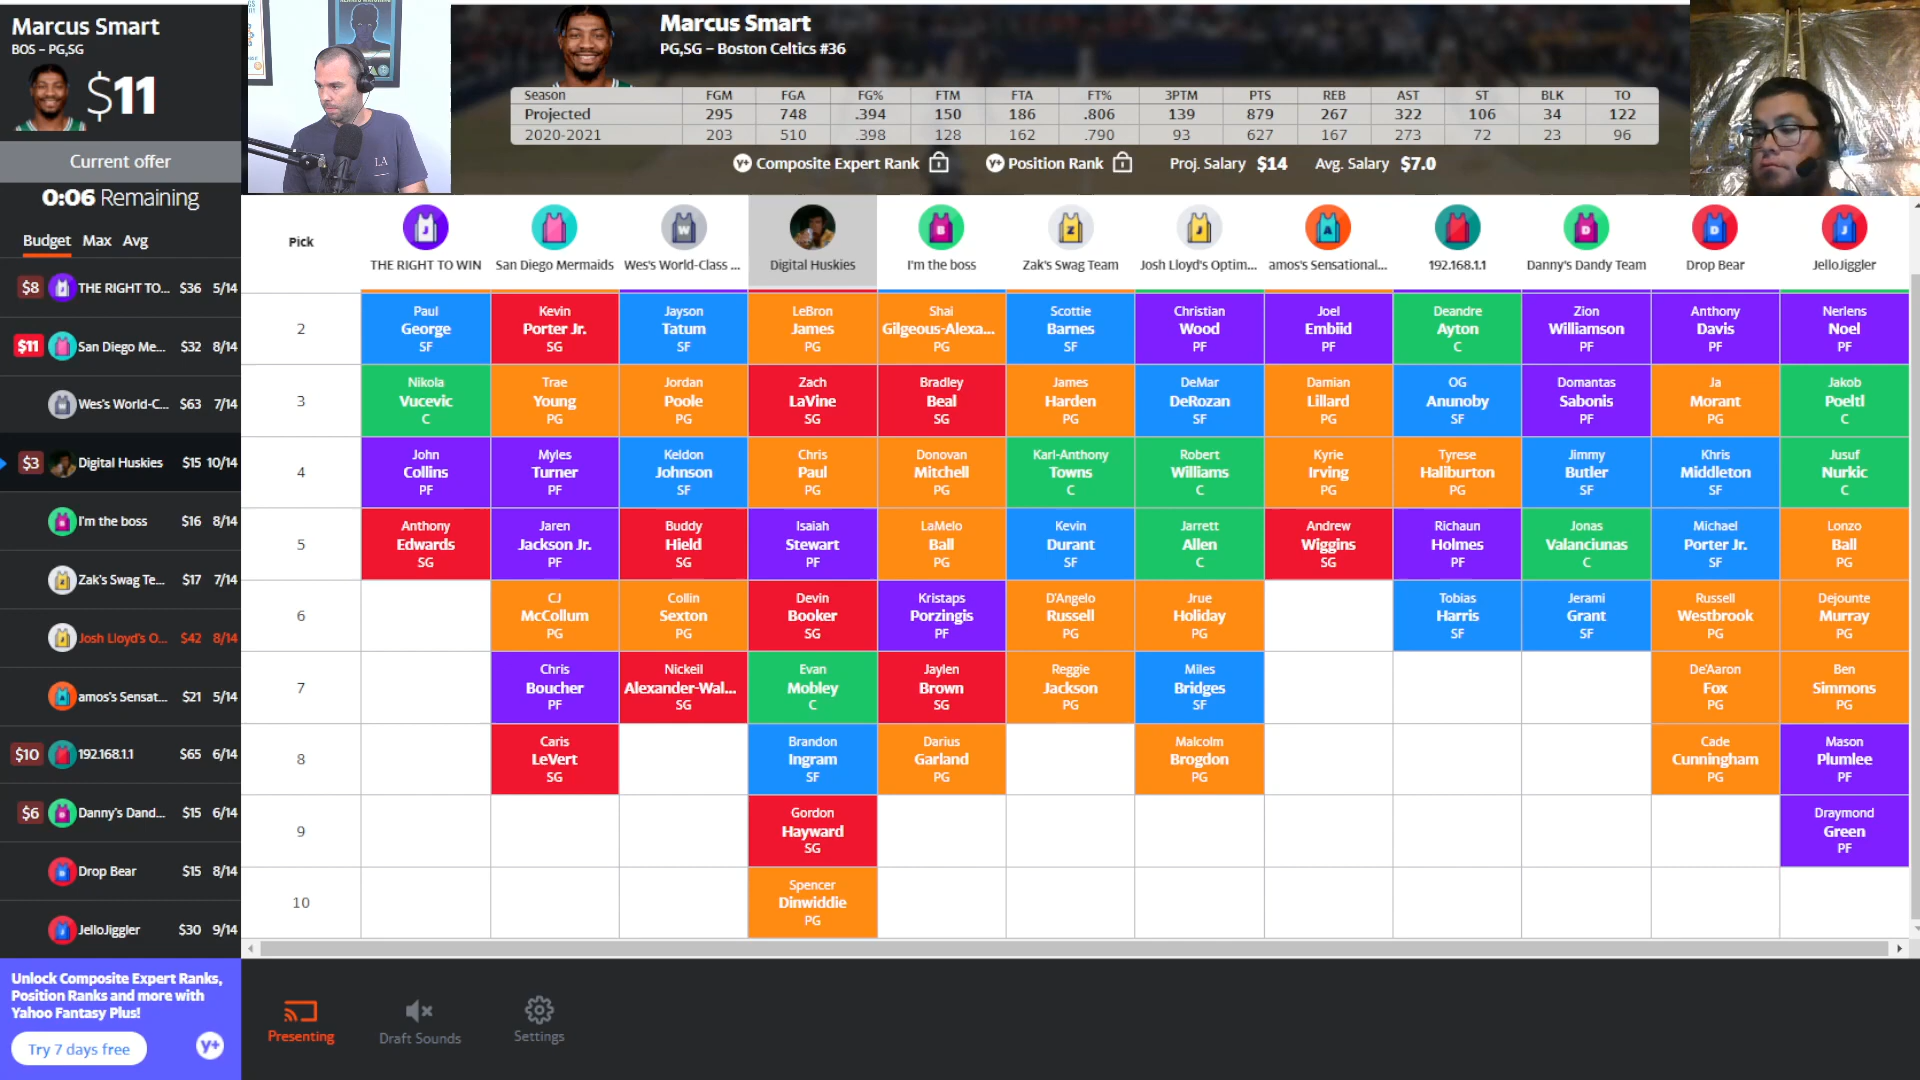 Marcus Smart
BOS – PG,SG
$11
Current offer
0:06 Remaining
Budget Max Avg
$8 THE RIGHT TO... $36 5/14
$11 San Diego Me... $32 8/14
Wes's World-C... $63 7/14
$3 Digital Huskies $15 10/14
I'm the boss $16 8/14
Zak's Swag Te... $17 7/14
Josh Lloyd's O... $42 8/14
amos's Sensat... $21 5/14
$10 192.168.1.1 $65 6/14
$6 Danny's Dand... $15 6/14
Drop Bear $15 8/14
JelloJiggler $30 9/14
Unlock Composite Expert Ranks,
Position Ranks and more with
Yahoo Fantasy Plus!
Try 7 days free y+
LA
Marcus Smart
PG,SG – Boston Celtics #36
Season FGM FGA FG% FTM FTA FT% 3PTM PTS REB AST ST BLK TO
Projected 295 748 .394 150 186 .806 139 879 267 322 106 34 122
2020-2021 203 510 .398 128 162 .790 93 627 167 273 72 23 96
y+ Composite Expert Rank y+ Position Rank Proj. Salary $14 Avg. Salary $7.0
J W B Z J A D D J
Pick THE RIGHT TO WIN San Diego Mermaids Wes's World-Class ... Digital Huskies I'm the boss Zak's Swag Team Josh Lloyd's Optim... amos's Sensational... 192.168.1.1 Danny's Dandy Team Drop Bear JelloJiggler
Paul Kevin Jayson LeBron Shai Scottie Christian Joel Deandre Zion Anthony Nerlens
2 George Porter Jr. Tatum James Gilgeous-Alexa... Barnes Wood Embiid Ayton Williamson Davis Noel
SF SG SF PG PG SF PF PF C PF PF PF
Nikola Trae Jordan Zach Bradley James DeMar Damian OG Domantas Ja Jakob
3 Vucevic Young Poole LaVine Beal Harden DeRozan Lillard Anunoby Sabonis Morant Poeltl
C PG PG SG SG PG SF PG SF PF PG C
John Myles Keldon Chris Donovan Karl-Anthony Robert Kyrie Tyrese Jimmy Khris Jusuf
4 Collins Turner Johnson Paul Mitchell Towns Williams Irving Haliburton Butler Middleton Nurkic
PF PF SF PG PG C C PG PG SF SF C
Anthony Jaren Buddy Isaiah LaMelo Kevin Jarrett Andrew Richaun Jonas Michael Lonzo
5 Edwards Jackson Jr. Hield Stewart Ball Durant Allen Wiggins Holmes Valanciunas Porter Jr. Ball
SG PF SG PF PG SF C SG PF C SF PG
CJ Collin Devin Kristaps D'Angelo Jrue Tobias Jerami Russell Dejounte
6 McCollum Sexton Booker Porzingis Russell Holiday Harris Grant Westbrook Murray
PG PG SG PF PG PG SF SF PG PG
Chris Nickeil Evan Jaylen Reggie Miles De'Aaron Ben
7 Boucher Alexander-Wal... Mobley Brown Jackson Bridges Fox Simmons
PF SG C SG PG SF PG PG
Caris Brandon Darius Malcolm Cade Mason
8 LeVert Ingram Garland Brogdon Cunningham Plumlee
SG SF PG PG PG PF
Gordon Draymond
9 Hayward Green
SG PF
Spencer
10 Dinwiddie
PG
Presenting Draft Sounds Settings